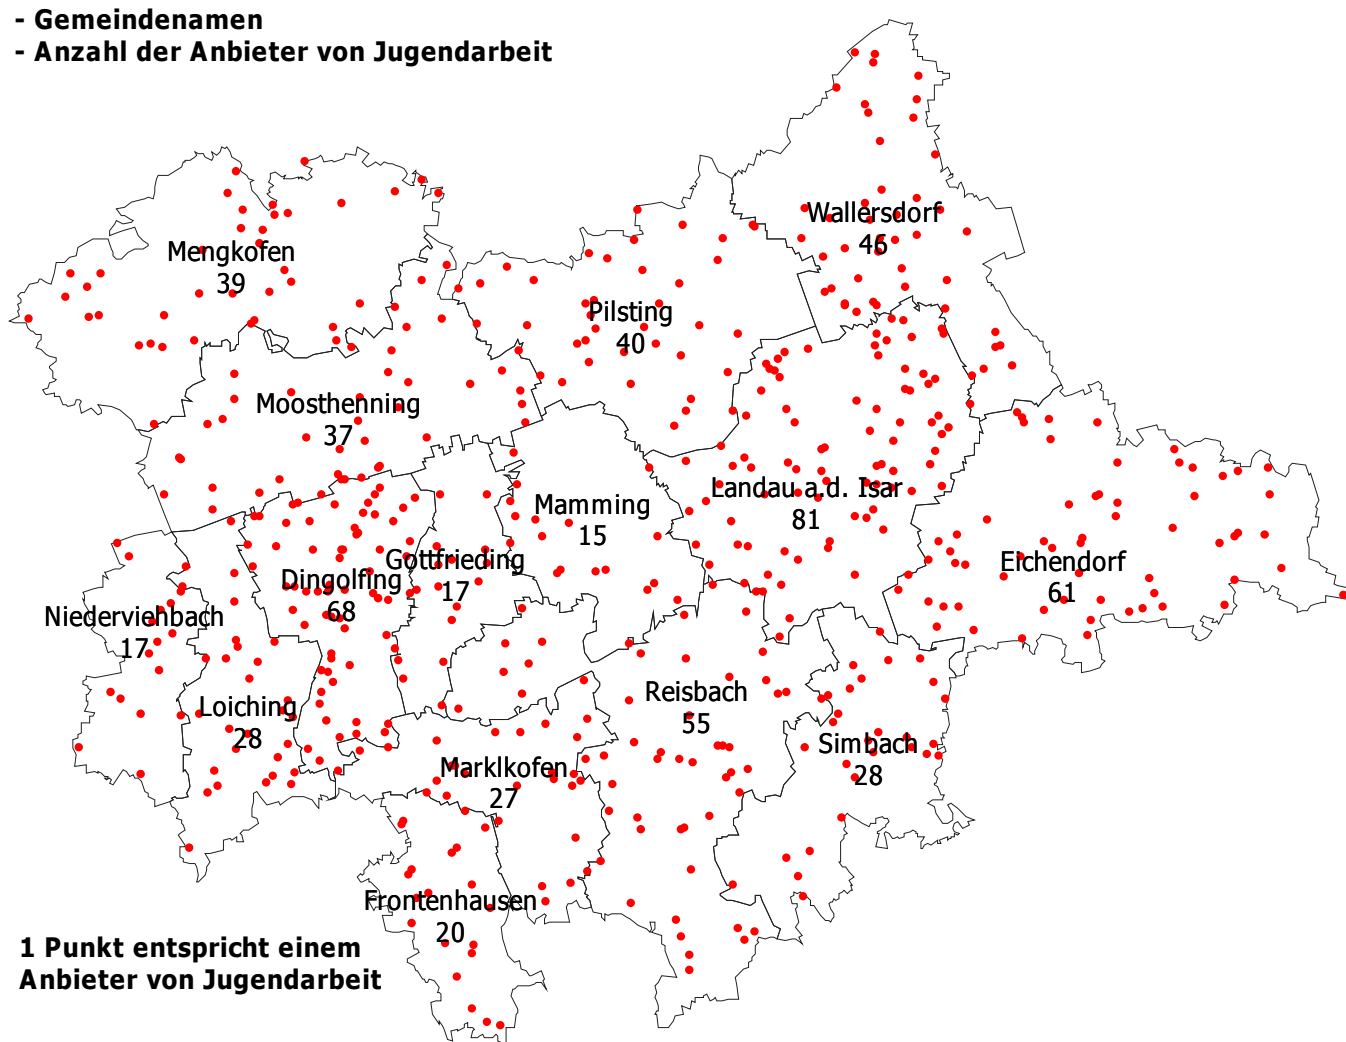 - Gemeindenamen
- Anzahl der Anbieter von Jugendarbeit
Wallersdorf
46
Mengkofen
39
Pilsting
40
Moosthenning
37
Landau a.d. Isar
81
Mamming
15
Gottfrieding
17
Eichendorf
61
Dingolfing
68
Niederviehbach
17
Reisbach
55
Loiching
28
Simbach
28
Marklkofen
27
Frontenhausen
20
1 Punkt entspricht einem
Anbieter von Jugendarbeit